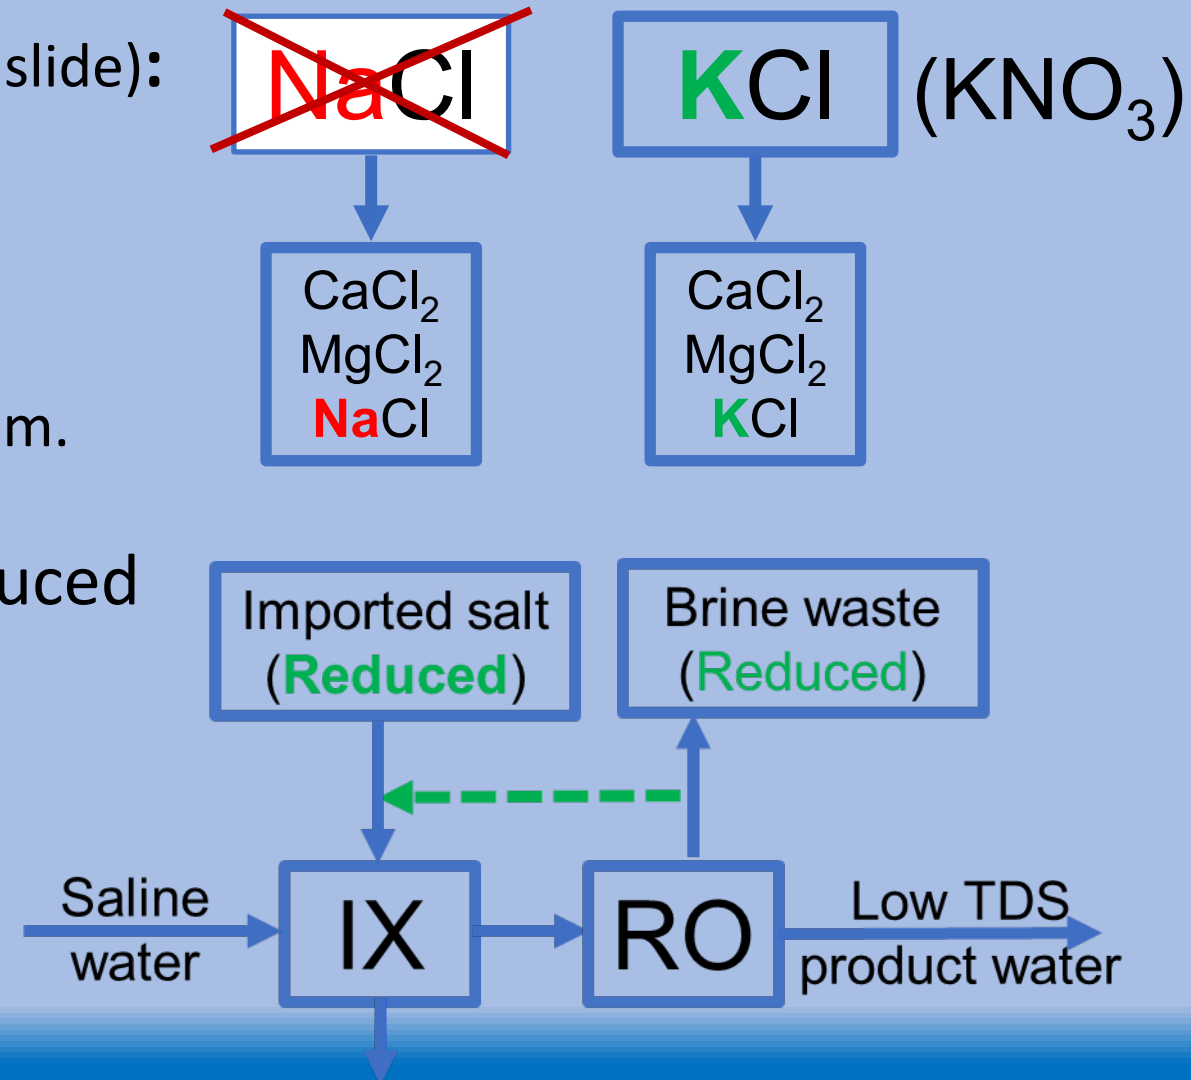 slide):
NaCl
KCl
(KNO₃)
CaCl₂
MgCl₂
NaCl
CaCl₂
MgCl₂
KCl
m.
uced
Imported salt
(Reduced)
Brine waste
(Reduced)
Saline
water
IX
RO
Low TDS
product water